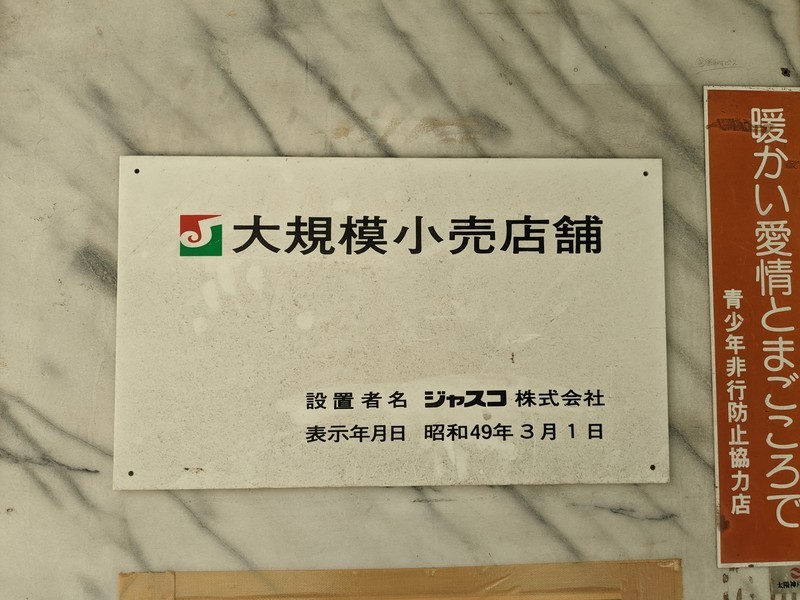 大規模小売店舗
設置者名 ジャスコ株式会社
表示年月日 昭和49年3月1日
暖かい愛情とまごころで
青少年非行防止協力店